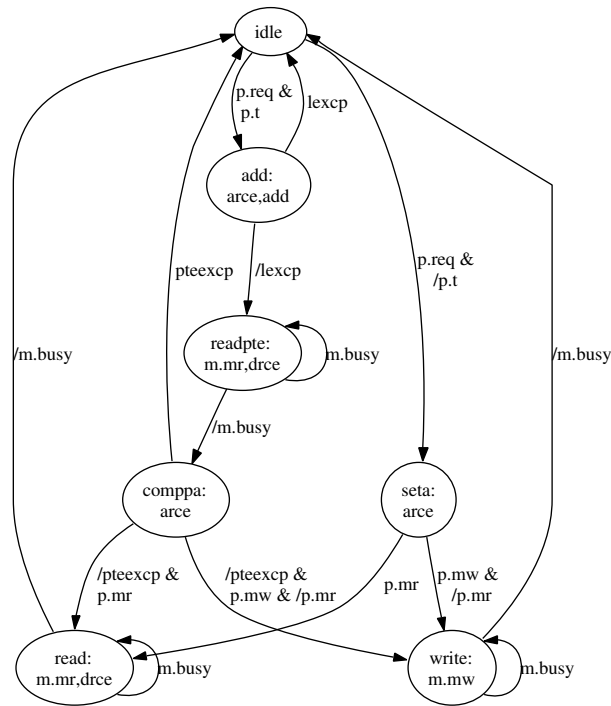 idle
p.req &
p.t
lexcp
add:
arce,add
pteexcp
/lexcp
p.req &
/p.t
readpte:
m.mr,drce
m.busy
/m.busy
/m.busy
/m.busy
comppa:
arce
seta:
arce
/pteexcp &
p.mr
/pteexcp &
p.mw & /p.mr
p.mr
p.mw &
/p.mr
read:
m.mr,drce
m.busy
write:
m.mw
m.busy